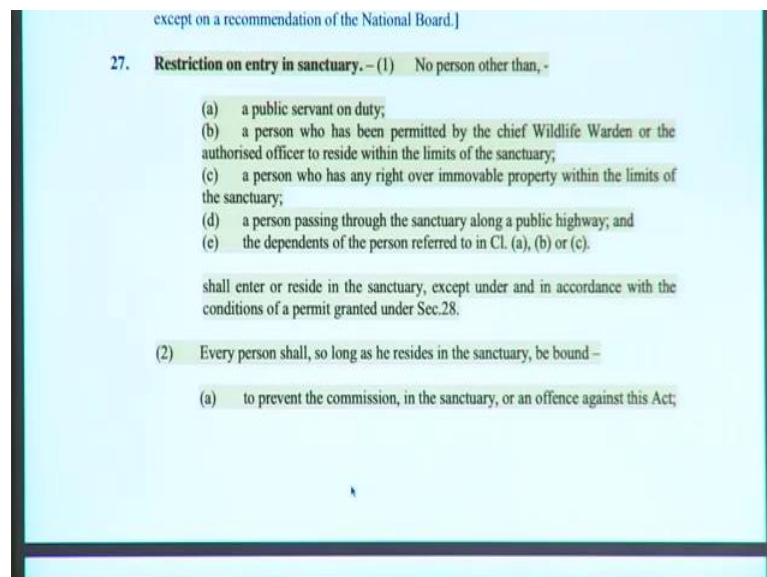 except on a recommendation of the National Board.]
27. Restriction on entry in sanctuary. – (1) No person other than, -
(a) a public servant on duty;
(b) a person who has been permitted by the chief Wildlife Warden or the
authorised officer to reside within the limits of the sanctuary;
(c) a person who has any right over immovable property within the limits of
the sanctuary;
(d) a person passing through the sanctuary along a public highway; and
(e) the dependents of the person referred to in Cl. (a), (b) or (c).
shall enter or reside in the sanctuary, except under and in accordance with the
conditions of a permit granted under Sec.28.
(2) Every person shall, so long as he resides in the sanctuary, be bound –
(a) to prevent the commission, in the sanctuary, or an offence against this Act;